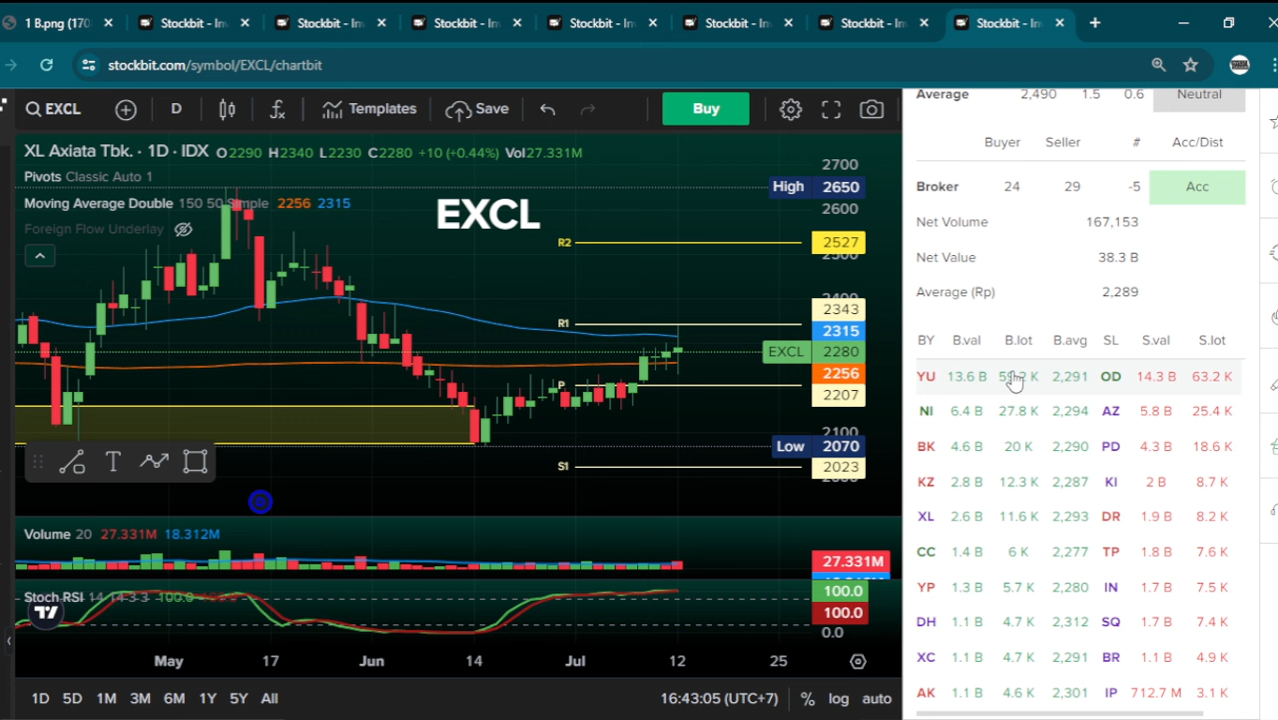 1 B.png (170
Stockbit - Inv
Stockbit - In
Stockbit - In
Stockbit - In
Stockbit - In
Stockbit - In
Stockbit - In
stockbit.com/symbol/EXCL/chartbit
EXCL D Templates Save Buy
XL Axiata Tbk. · 1D · IDX O2290 H2340 L2230 C2280 +10 (+0.44%) Vol27.331M
Pivots Classic Auto 1
Moving Average Double 150 50 Simple 2256 2315
Foreign Flow Underlay
EXCL
2700
High 2650
2600
R2 2527
2500
2400
2343
R1 2315
EXCL 2280
2256
P 2207
2100
Low 2070
S1 2023
Volume 20 27.331M 18.312M
27.331M
Stoch RSI 14 14 3 3 100.0 100.0
100.0
100.0
0.0
May 17 Jun 14 Jul 12 25
1D 5D 1M 3M 6M 1Y 5Y All 16:43:05 (UTC+7) % log auto
Average 2,490 1.5 0.6 Neutral
Buyer Seller # Acc/Dist
Broker 24 29 -5 Acc
Net Volume 167,153
Net Value 38.3 B
Average (Rp) 2,289
BY B.val B.lot B.avg SL S.val S.lot
YU 13.6 B 2,291 OD 14.3 B 63.2 K
NI 6.4 B 27.8 K 2,294 AZ 5.8 B 25.4 K
BK 4.6 B 20 K 2,290 PD 4.3 B 18.6 K
KZ 2.8 B 12.3 K 2,287 KI 2 B 8.7 K
XL 2.6 B 11.6 K 2,293 DR 1.9 B 8.2 K
CC 1.4 B 6 K 2,277 TP 1.8 B 7.6 K
YP 1.3 B 5.7 K 2,280 IN 1.7 B 7.5 K
DH 1.1 B 4.7 K 2,312 SQ 1.7 B 7.4 K
XC 1.1 B 4.7 K 2,291 BR 1.1 B 4.9 K
AK 1.1 B 4.6 K 2,301 IP 712.7 M 3.1 K